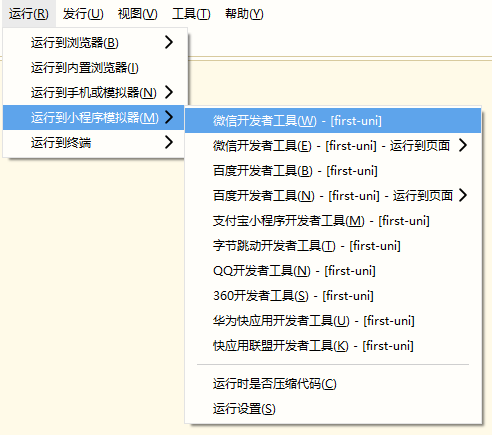 运行(R) 发行(U) 视图(V) 工具(T) 帮助(Y)
运行到浏览器(B)
运行到内置浏览器(I)
运行到手机或模拟器(N)
运行到小程序模拟器(M)
运行到终端
微信开发者工具(W) - [first-uni]
微信开发者工具(E) - [first-uni] - 运行到页面
百度开发者工具(B) - [first-uni]
百度开发者工具(N) - [first-uni] - 运行到页面
支付宝小程序开发者工具(M) - [first-uni]
字节跳动开发者工具(T) - [first-uni]
QQ开发者工具(N) - [first-uni]
360开发者工具(S) - [first-uni]
华为快应用开发者工具(U) - [first-uni]
快应用联盟开发者工具(K) - [first-uni]
运行时是否压缩代码(C)
运行设置(S)